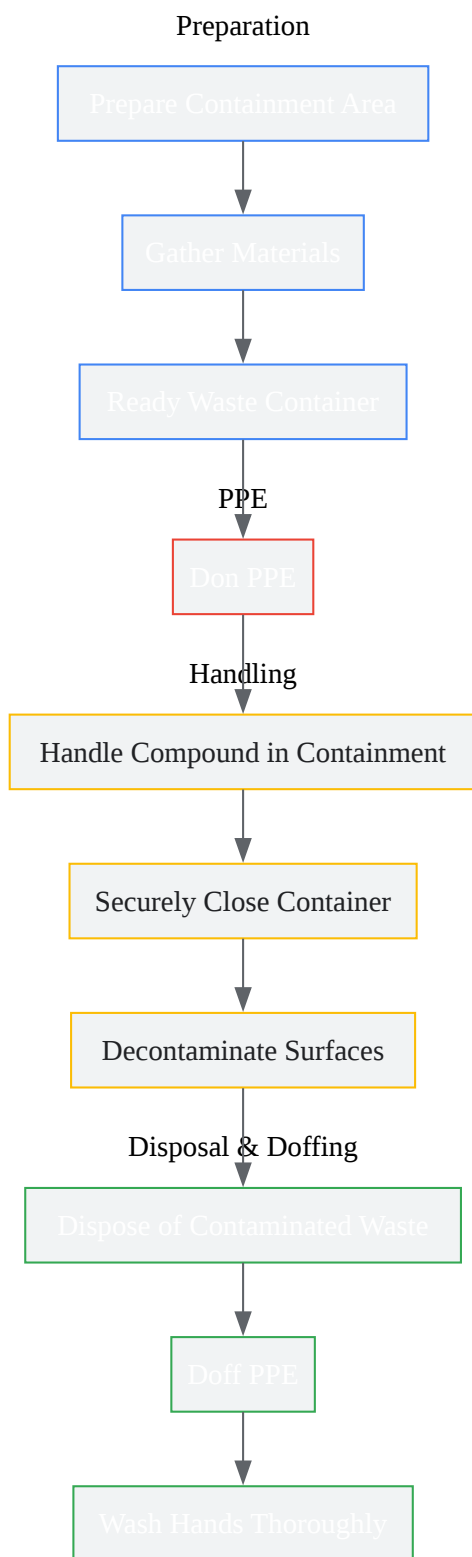 Preparation
Prepare Containment Area
Gather Materials
Ready Waste Container
PPE
Don PPE
Handling
Handle Compound in Containment
Securely Close Container
Decontaminate Surfaces
Disposal & Doffing
Dispose of Contaminated Waste
Doff PPE
Wash Hands Thoroughly